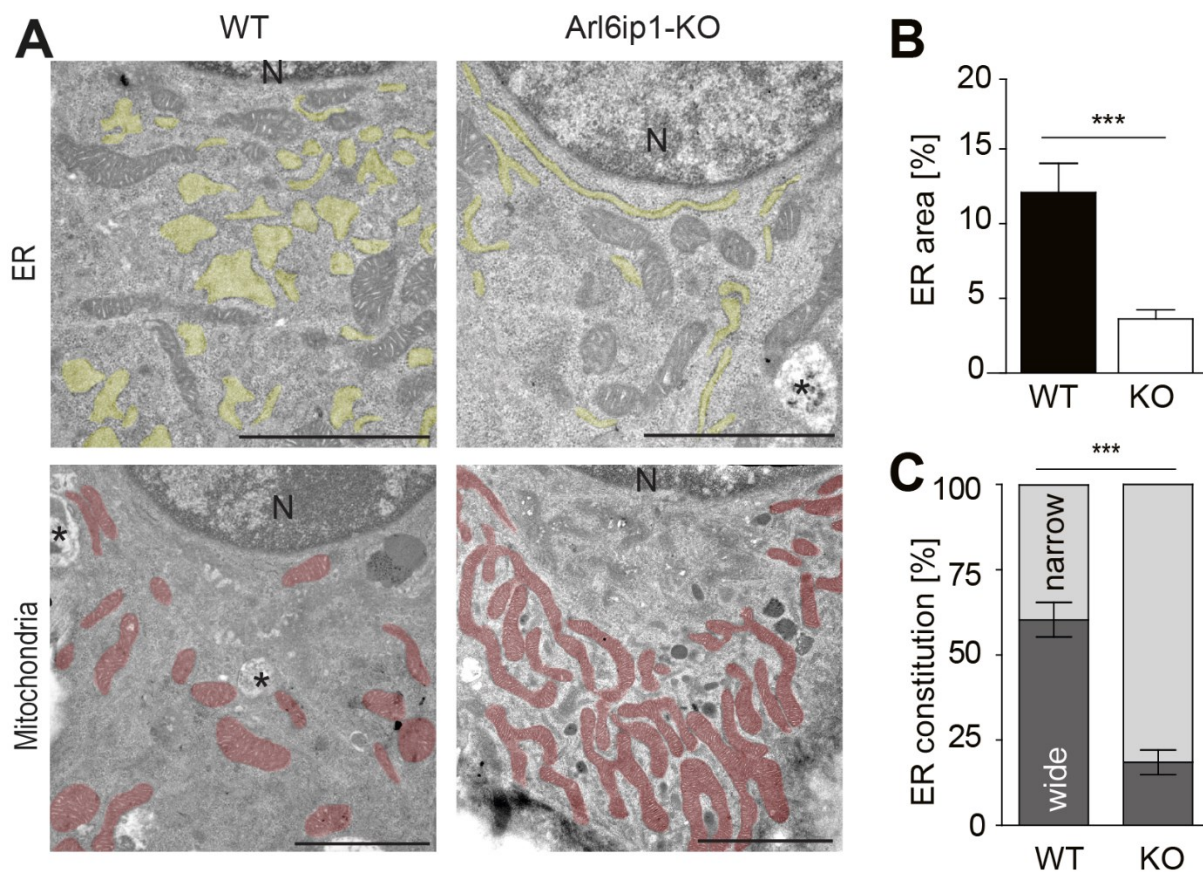 A
WT
Arl6ip1-KO
ER
N
N
*
Mitochondria
*
N
*
N
B
ER area [%]
20
15
10
5
0
***
WT
KO
C
ER constitution [%]
100
75
50
25
0
***
narrow
wide
WT
KO